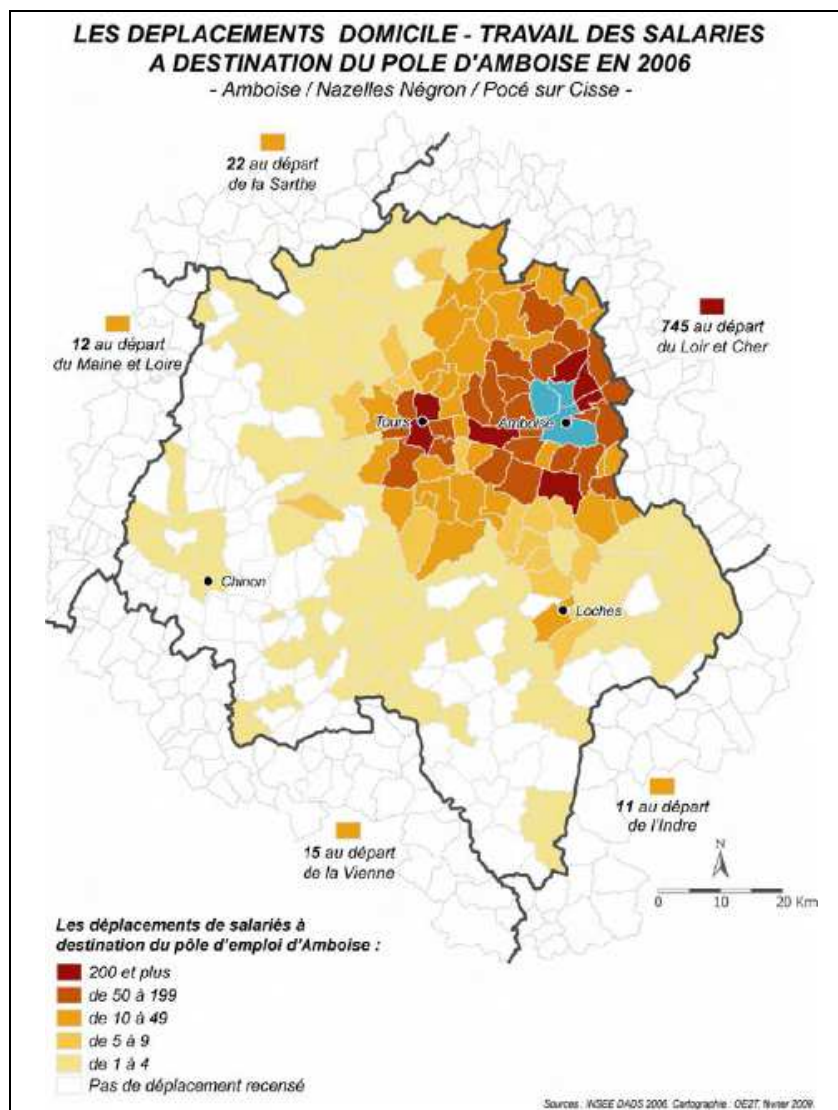 LES DEPLACEMENTS DOMICILE - TRAVAIL DES SALARIES
A DESTINATION DU POLE D'AMBOISE EN 2006
- Amboise / Nazelles Négron / Pocé sur Cisse -
22 au départ
de la Sarthe
12 au départ
du Maine et Loire
745 au départ
du Loir et Cher
Tours
Amboise
Chinon
Loches
11 au départ
de l'Indre
15 au départ
de la Vienne
N
0 10 20 Km
Les déplacements de salariés à
destination du pôle d'emploi d'Amboise :
200 et plus
de 50 à 199
de 10 à 49
de 5 à 9
de 1 à 4
Pas de déplacement recensé
Sources : INSEE DADS 2006. Cartographie : OE2T, février 2009.